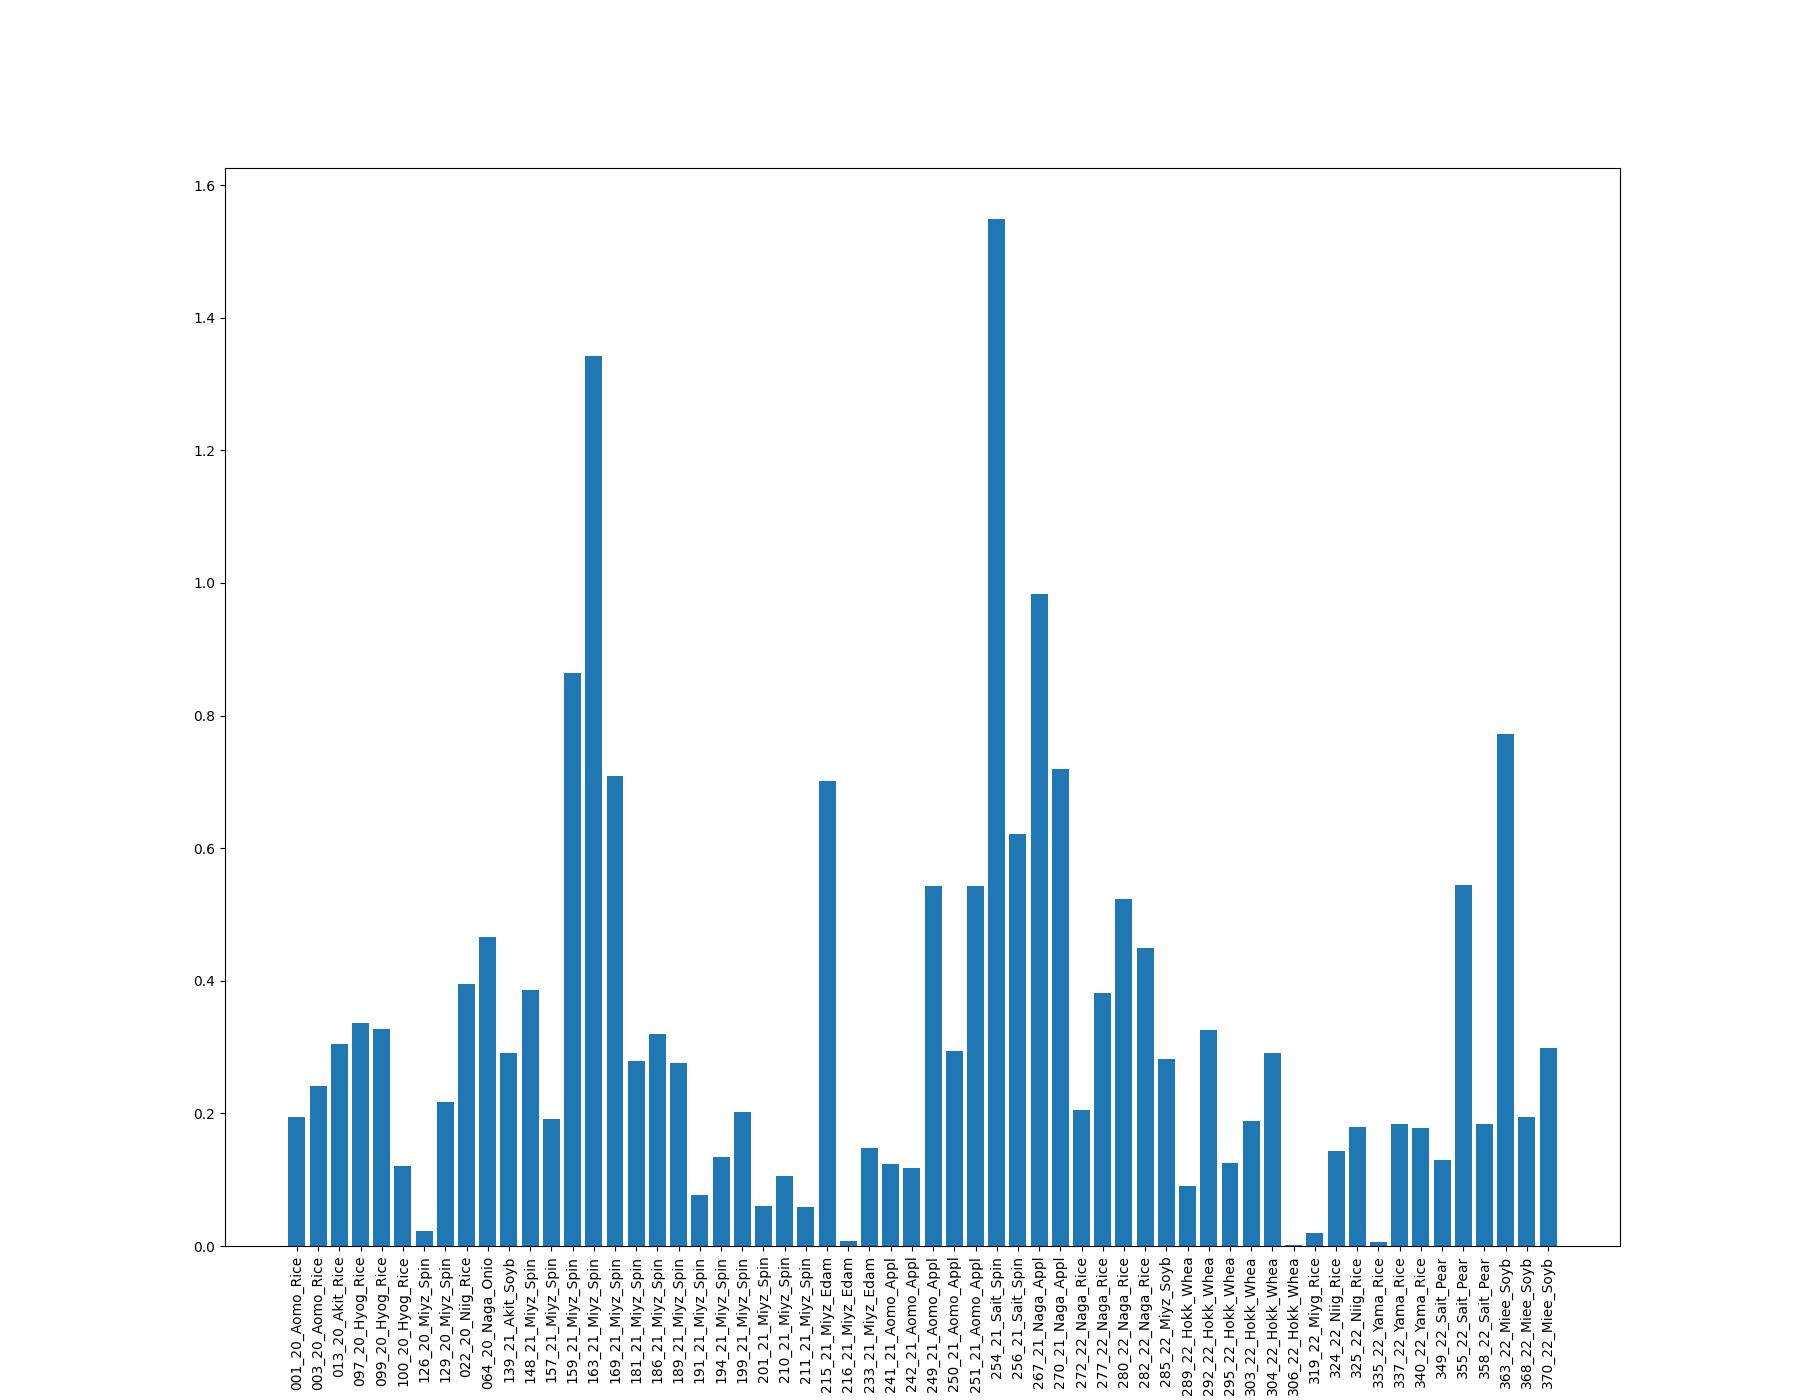 1.6
1.4
1.2
1.0
0.8
0.6
0.4
0.2
0.0
001_20_Aomo_Rice
003_20_Aomo_Rice
013_20_Akit_Rice
097_20_Hyog_Rice
099_20_Hyog_Rice
100_20_Hyog_Rice
126_20_Miyz_Spin
129_20_Miyz_Spin
022_20_Niig_Rice
064_20_Naga_Onio
139_21_Akit_Soyb
148_21_Miyz_Spin
157_21_Miyz_Spin
159_21_Miyz_Spin
163_21_Miyz_Spin
169_21_Miyz_Spin
181_21_Miyz_Spin
186_21_Miyz_Spin
189_21_Miyz_Spin
191_21_Miyz_Spin
194_21_Miyz_Spin
199_21_Miyz_Spin
201_21_Miyz_Spin
210_21_Miyz_Spin
211_21_Miyz_Spin
215_21_Miyz_Edam
216_21_Miyz_Edam
233_21_Miyz_Edam
241_21_Aomo_Appl
242_21_Aomo_Appl
249_21_Aomo_Appl
250_21_Aomo_Appl
251_21_Aomo_Appl
254_21_Sait_Spin
256_21_Sait_Spin
267_21_Naga_Appl
270_21_Naga_Appl
272_22_Naga_Rice
277_22_Naga_Rice
280_22_Naga_Rice
282_22_Naga_Rice
285_22_Miyz_Soyb
289_22_Hokk_Whea
292_22_Hokk_Whea
295_22_Hokk_Whea
303_22_Hokk_Whea
304_22_Hokk_Whea
306_22_Hokk_Whea
319_22_Miyg_Rice
324_22_Niig_Rice
325_22_Niig_Rice
335_22_Yama_Rice
337_22_Yama_Rice
340_22_Yama_Rice
349_22_Sait_Pear
355_22_Sait_Pear
358_22_Sait_Pear
363_22_Miee_Soyb
368_22_Miee_Soyb
370_22_Miee_Soyb